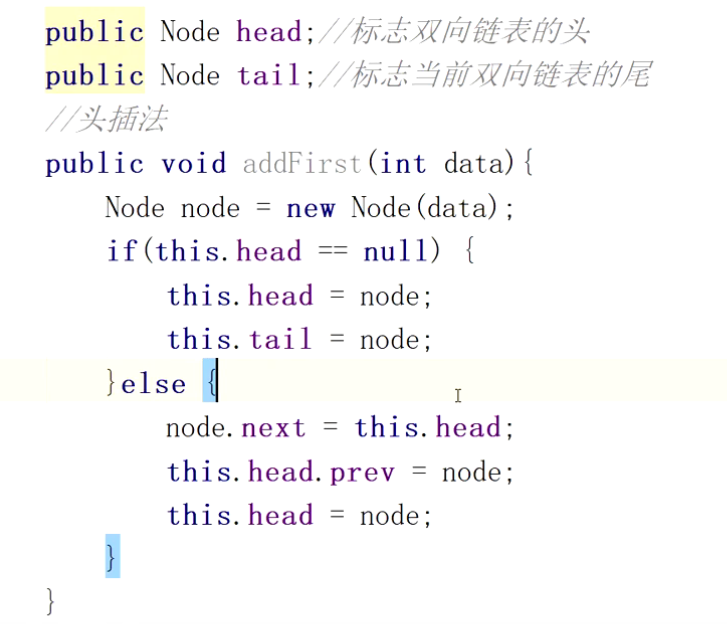 public Node head;//标志双向链表的头
public Node tail;//标志当前双向链表的尾
//头插法
public void addFirst(int data){
Node node = new Node(data);
if(this.head == null) {
this.head = node;
this.tail = node;
}else {
node.next = this.head;
this.head.prev = node;
this.head = node;
}
}